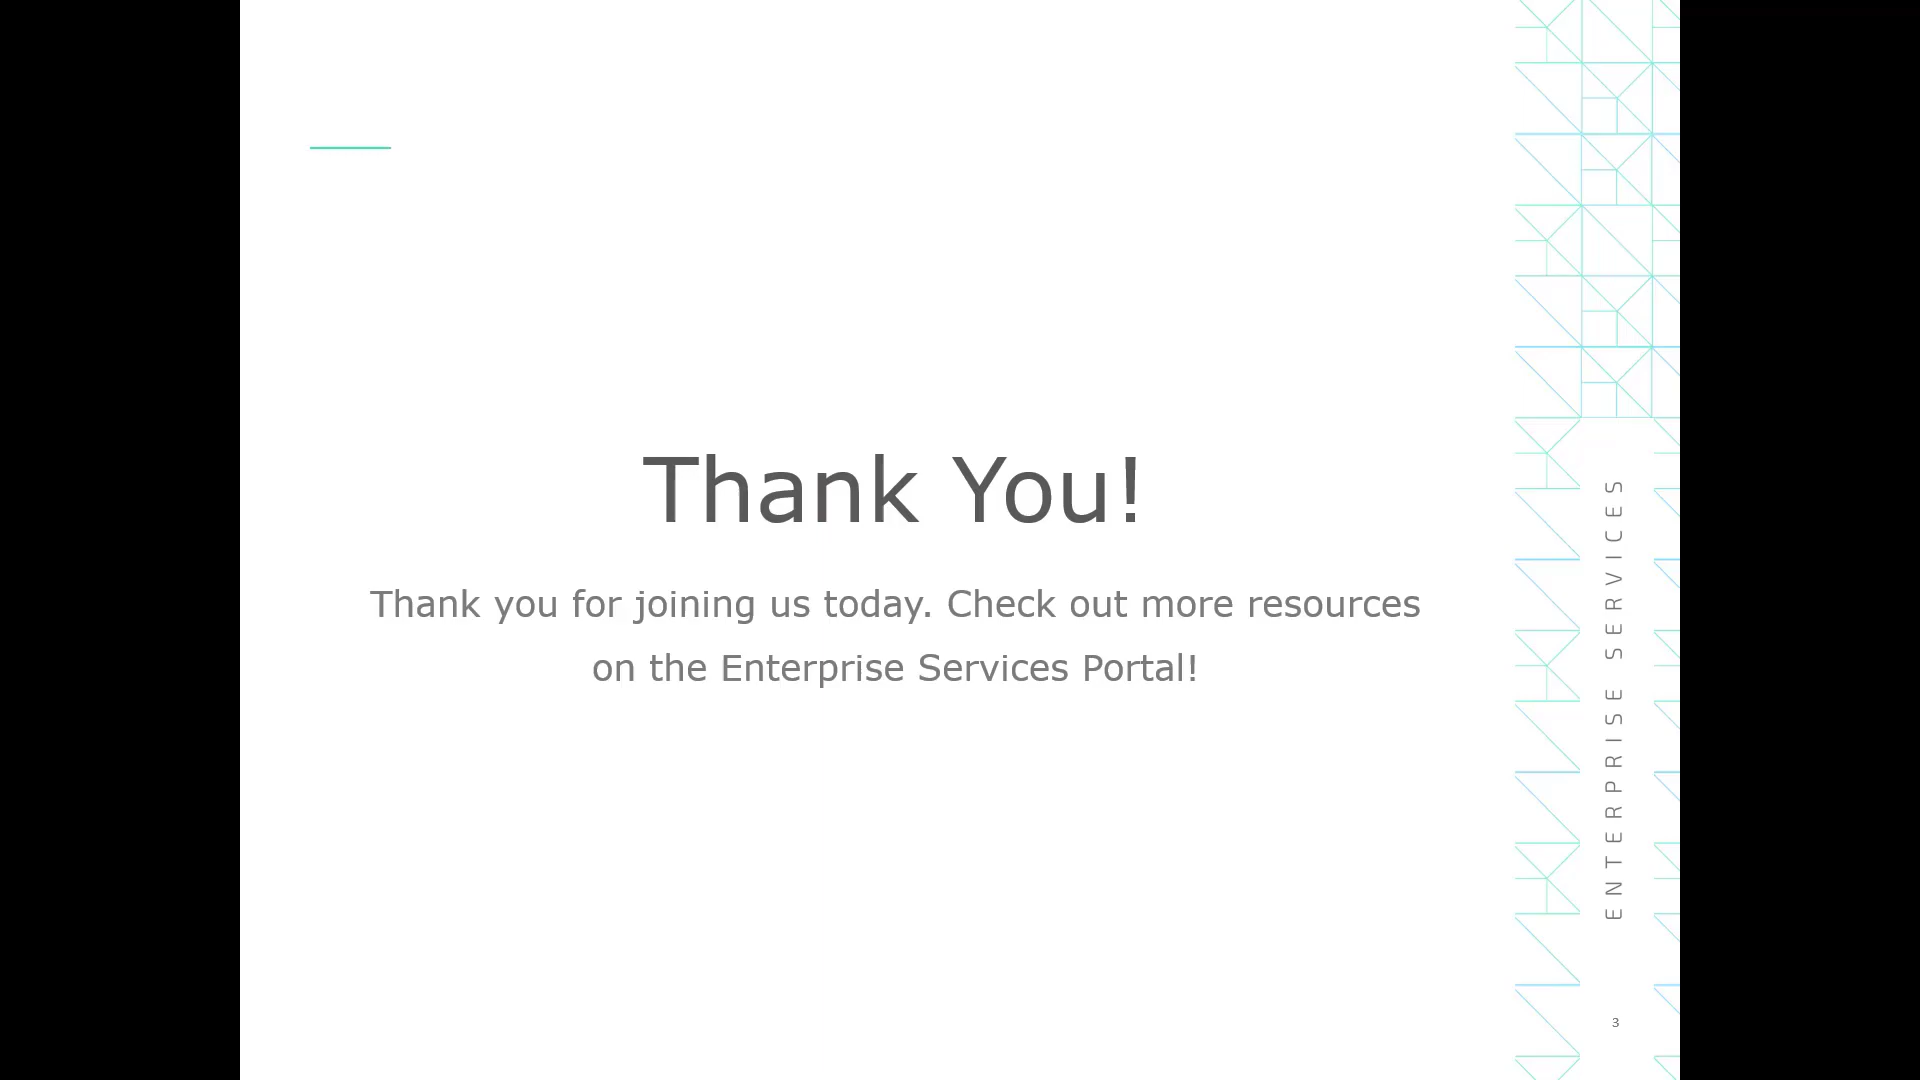 Thank You!
Thank you for joining us today. Check out more resources
on the Enterprise Services Portal!
ENTERPRISE SERVICES
3